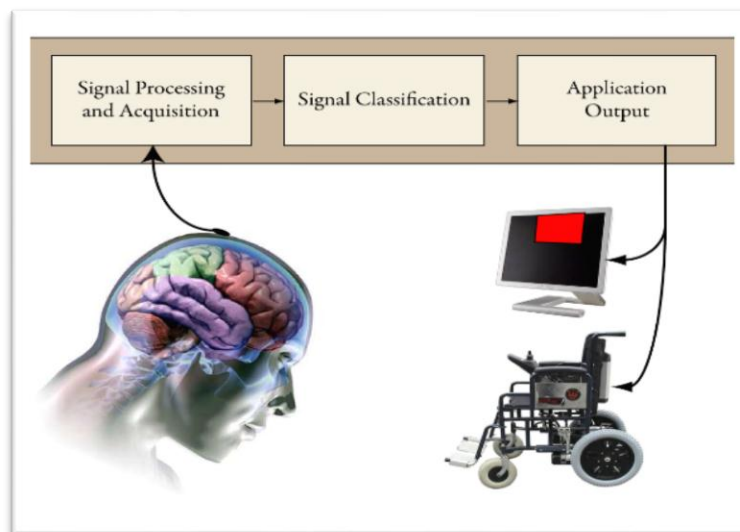 Signal Processing
and Acquisition
Signal Classification
Application
Output